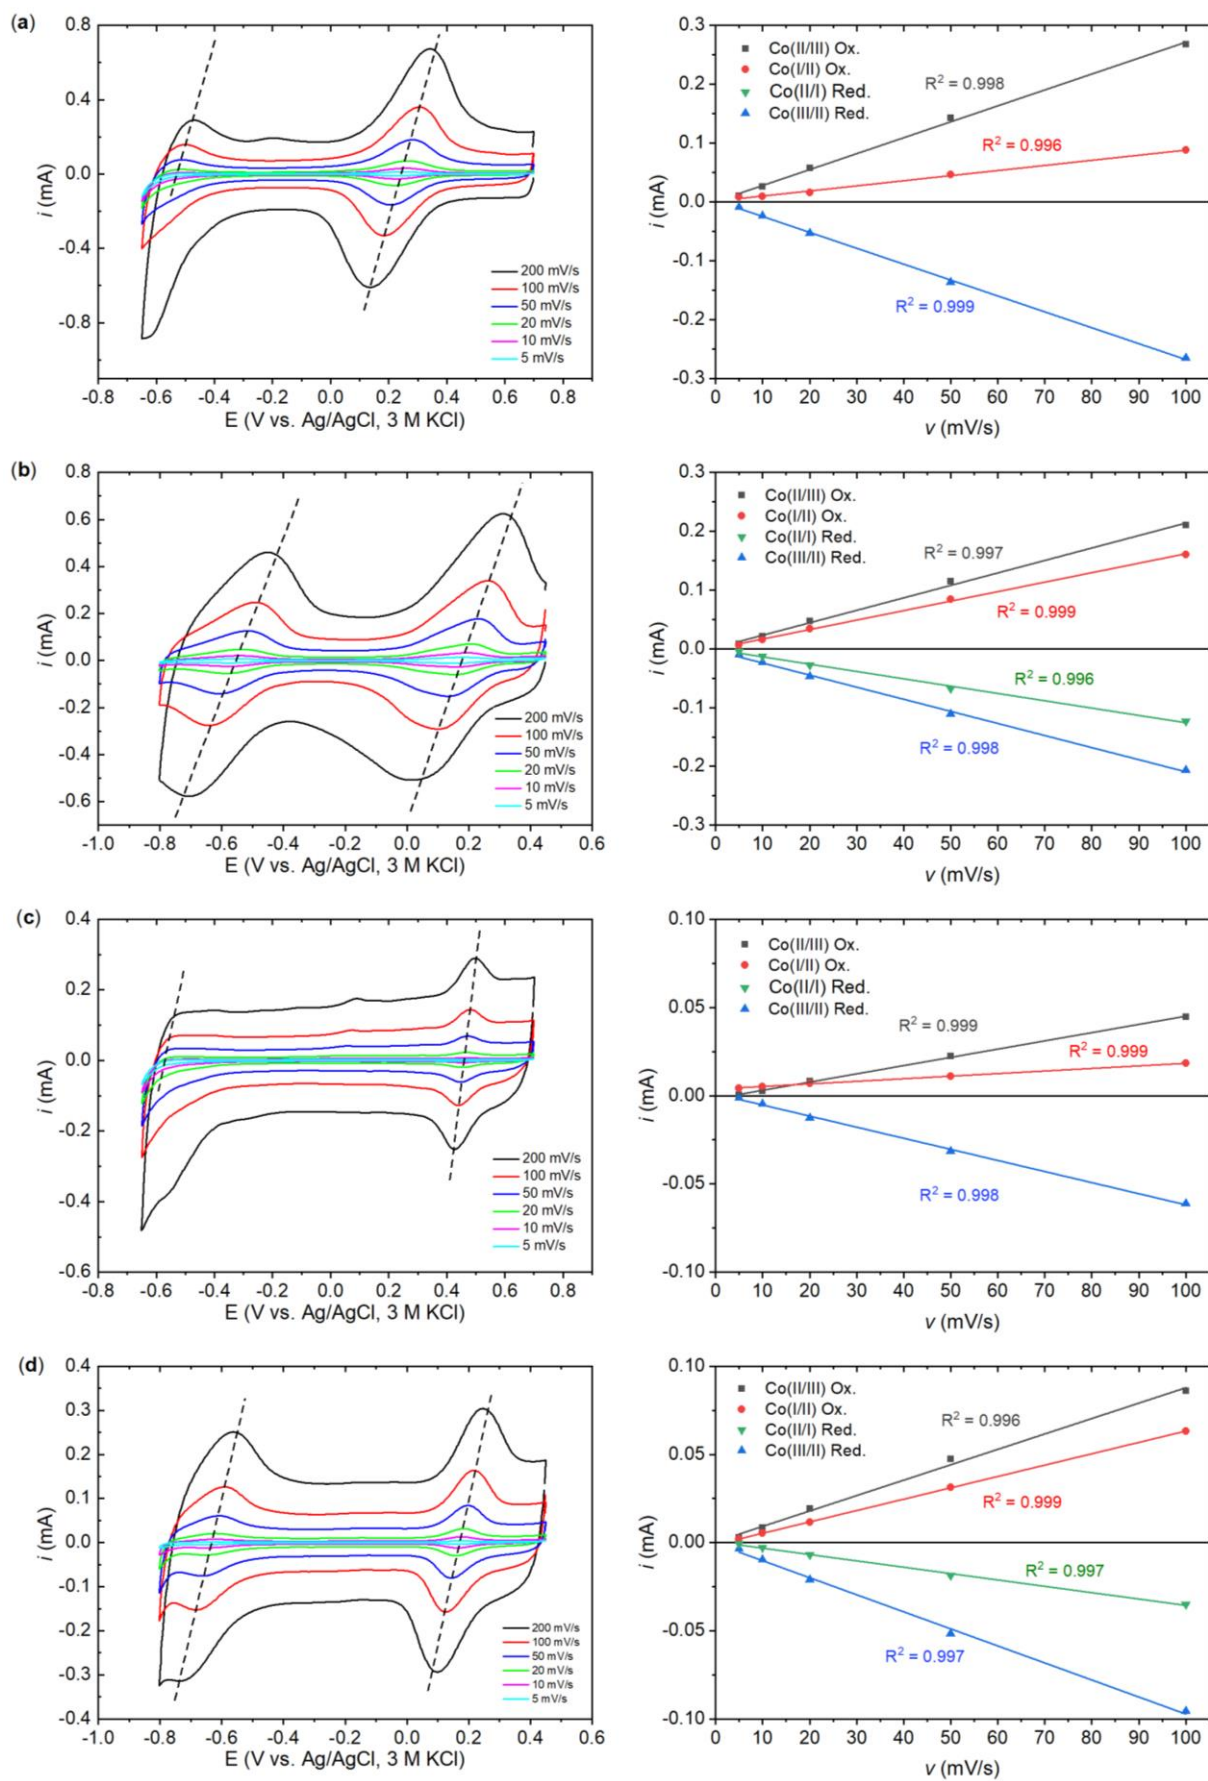 (a)
0.8
0.4
0.0
-0.4
-0.8
i (mA)
200 mV/s
100 mV/s
50 mV/s
20 mV/s
10 mV/s
5 mV/s
-0.8 -0.6 -0.4 -0.2 0.0 0.2 0.4 0.6 0.8
E (V vs. Ag/AgCl, 3 M KCl)
0.3
0.2
0.1
0.0
-0.1
-0.2
-0.3
i (mA)
Co(II/III) Ox.
Co(I/II) Ox.
Co(II/I) Red.
Co(III/II) Red.
R² = 0.998
R² = 0.996
R² = 0.999
0 10 20 30 40 50 60 70 80 90 100
v (mV/s)
(b)
0.8
0.6
0.4
0.2
0.0
-0.2
-0.4
-0.6
i (mA)
200 mV/s
100 mV/s
50 mV/s
20 mV/s
10 mV/s
5 mV/s
-1.0 -0.8 -0.6 -0.4 -0.2 0.0 0.2 0.4 0.6
E (V vs. Ag/AgCl, 3 M KCl)
0.3
0.2
0.1
0.0
-0.1
-0.2
-0.3
i (mA)
Co(II/III) Ox.
Co(I/II) Ox.
Co(II/I) Red.
Co(III/II) Red.
R² = 0.997
R² = 0.999
R² = 0.996
R² = 0.998
0 10 20 30 40 50 60 70 80 90 100
v (mV/s)
(c)
0.4
0.2
0.0
-0.2
-0.4
-0.6
i (mA)
200 mV/s
100 mV/s
50 mV/s
20 mV/s
10 mV/s
5 mV/s
-0.8 -0.6 -0.4 -0.2 0.0 0.2 0.4 0.6 0.8
E (V vs. Ag/AgCl, 3 M KCl)
0.10
0.05
0.00
-0.05
-0.10
i (mA)
Co(II/III) Ox.
Co(I/II) Ox.
Co(II/I) Red.
Co(III/II) Red.
R² = 0.999
R² = 0.999
R² = 0.998
0 10 20 30 40 50 60 70 80 90 100
v (mV/s)
(d)
0.4
0.3
0.2
0.1
0.0
-0.1
-0.2
-0.3
-0.4
i (mA)
200 mV/s
100 mV/s
50 mV/s
20 mV/s
10 mV/s
5 mV/s
-1.0 -0.8 -0.6 -0.4 -0.2 0.0 0.2 0.4 0.6
E (V vs. Ag/AgCl, 3 M KCl)
0.10
0.05
0.00
-0.05
-0.10
i (mA)
Co(II/III) Ox.
Co(I/II) Ox.
Co(II/I) Red.
Co(III/II) Red.
R² = 0.996
R² = 0.999
R² = 0.997
R² = 0.997
0 10 20 30 40 50 60 70 80 90 100
v (mV/s)